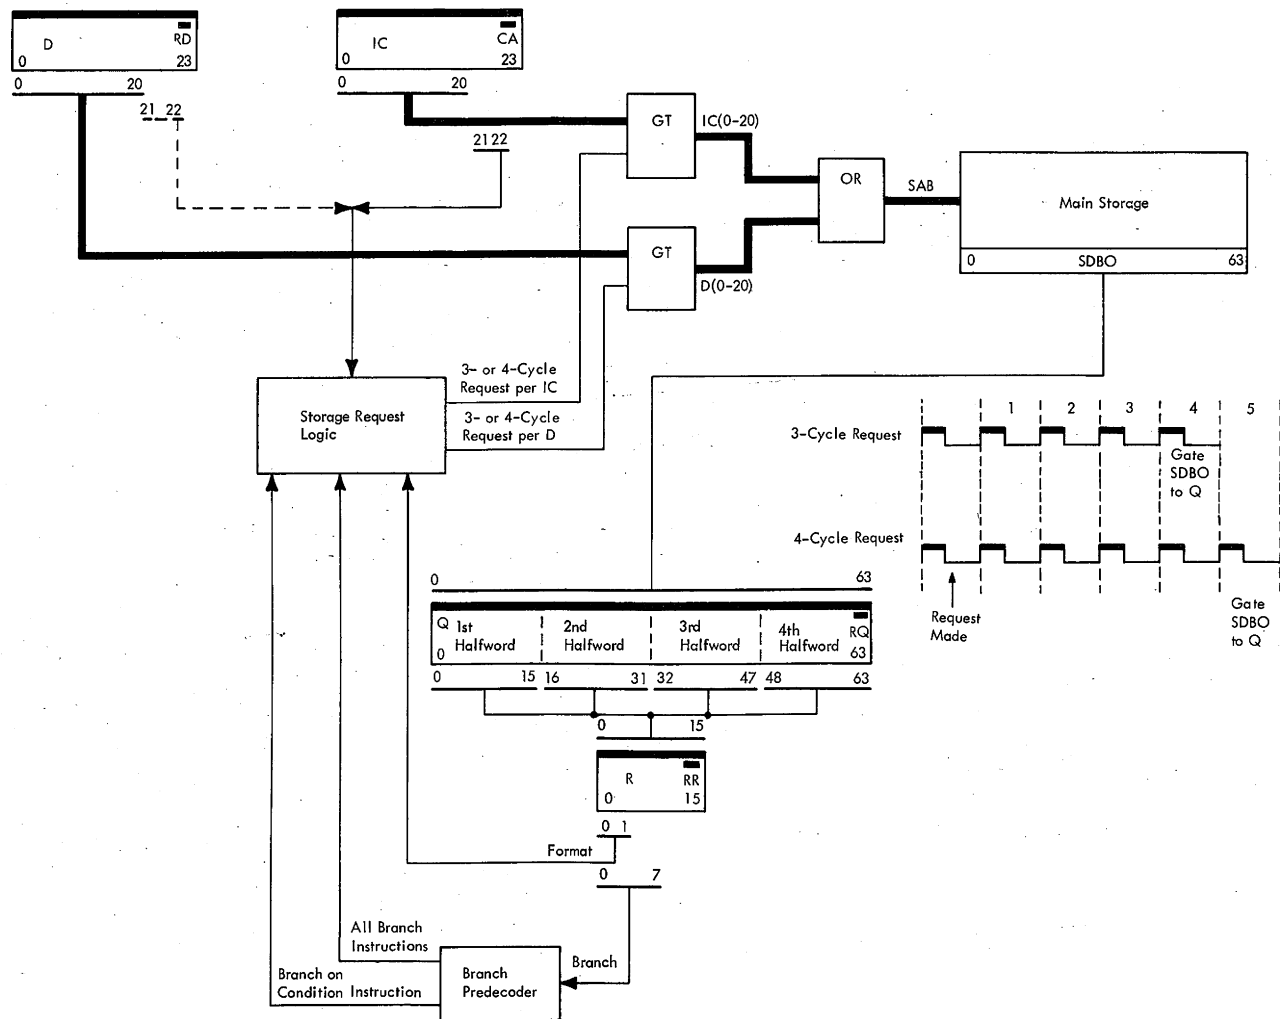 D
RD
0
23
0
20
21 22
IC
CA
0
23
0
20
21 22
GT
IC(0-20)
GT
D(0-20)
OR
SAB
Main Storage
0
SDBO
63
3- or 4-Cycle
Request per IC
3- or 4-Cycle
Request per D
Storage Request
Logic
1
2
3
4
5
3-Cycle Request
Gate
SDBO
to Q
4-Cycle Request
Request
Made
Gate
SDBO
to Q
0
63
Q
1st
Halfword
2nd
Halfword
3rd
Halfword
4th
Halfword
RQ
0
63
0
15
16
31
32
47
48
63
0
15
R
RR
0
15
0 1
Format
0
7
All Branch
Instructions
Branch
Branch on
Condition Instruction
Branch
Predecoder